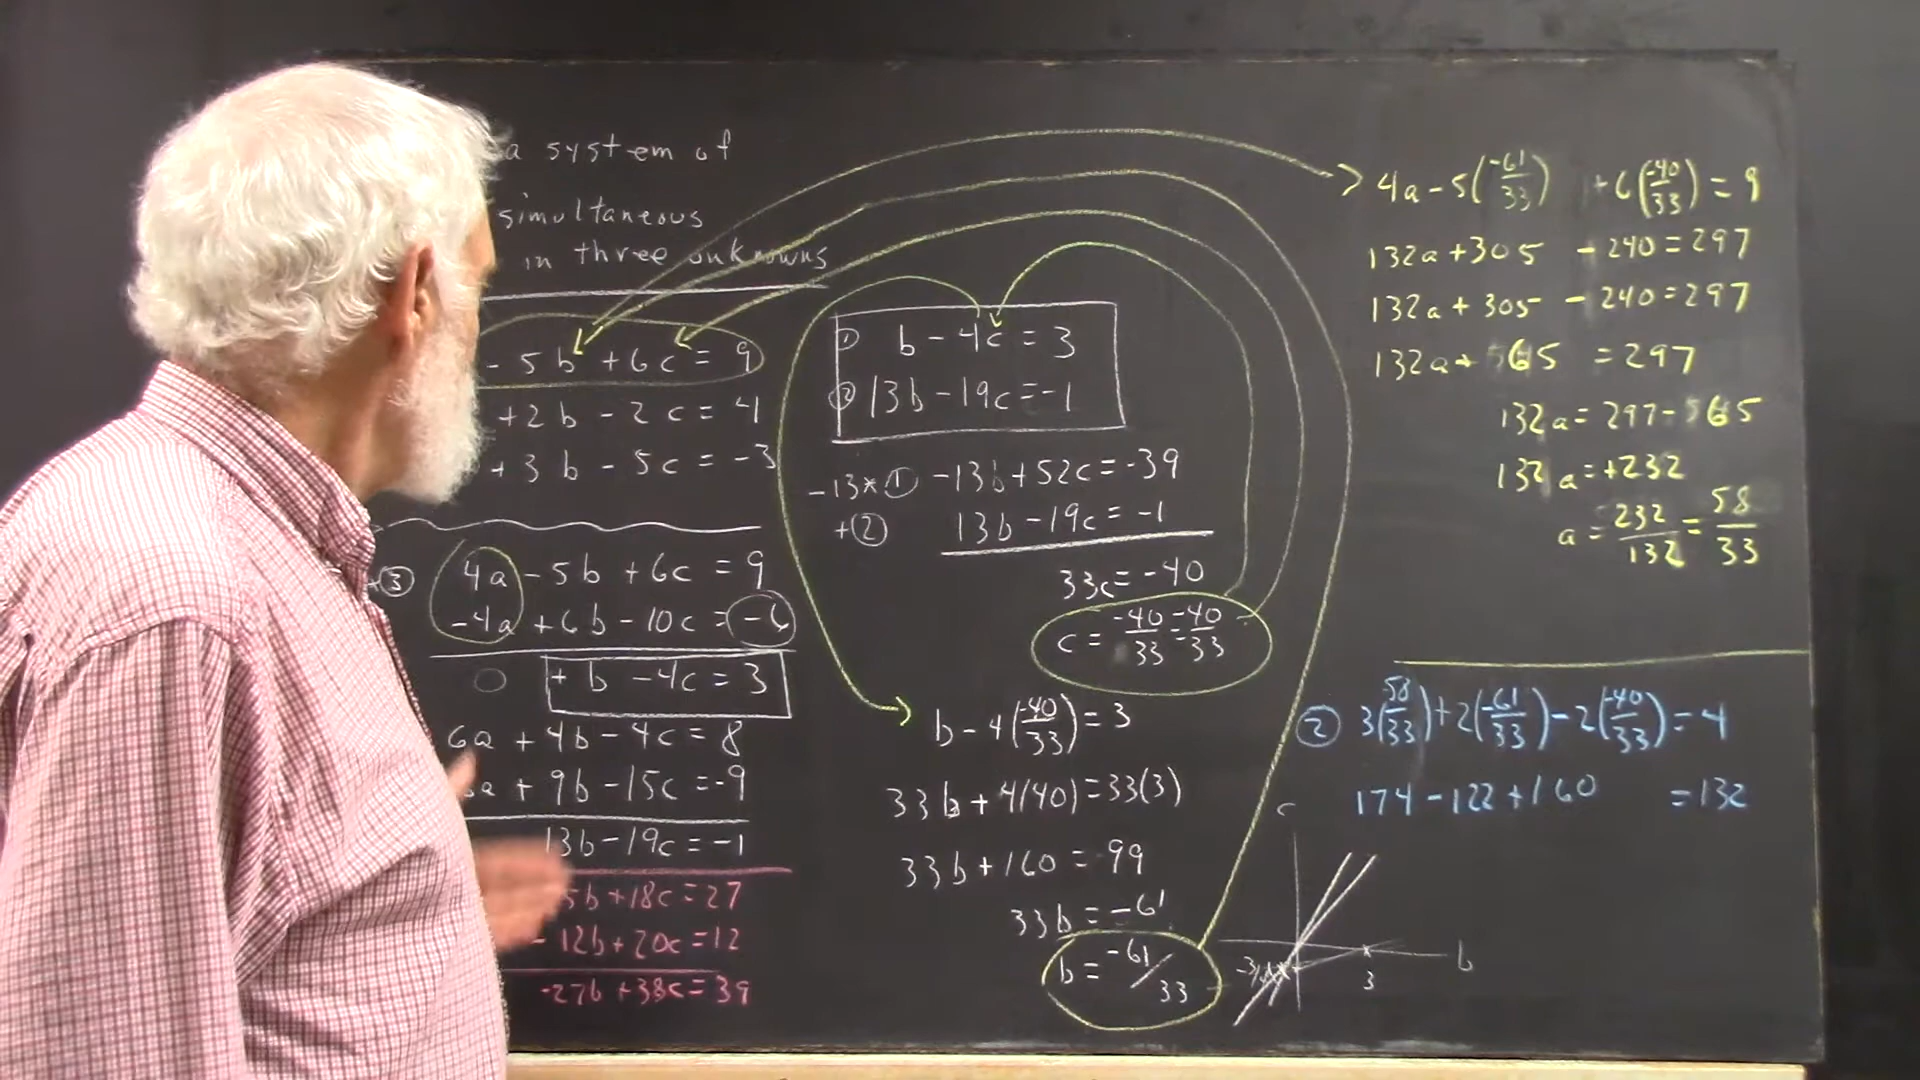 a system of
simultaneous
in three unknowns
- 5b + 6c = 9
+ 2b - 2c = 4
+ 3b - 5c = -3
③ 4a - 5b + 6c = 9
-4a + 6b - 10c = -6
0 + b - 4c = 3
6a + 4b - 4c = 8
a + 9b - 15c = -9
13b - 19c = -1
5b + 18c = 27
- 12b + 20c = 12
-27b + 38c = 39
① b - 4c = 3
② 13b - 19c = -1
-13*① -13b + 52c = -39
+② 13b - 19c = -1
33c = -40
c = -40/33 = -40/33
b - 4(-40/33) = 3
33b + 4(40) = 33(3)
33b + 160 = 99
33b = -61
b = -61/33
4a - 5(-61/33) + 6(-40/33) = 9
132a + 305 - 240 = 297
132a + 305 - 240 = 297
132a + 65 = 297
132a = 297 - 65
132a = +232
a = 232/132 = 58/33
② 3(58/33) + 2(-61/33) - 2(-40/33) = 4
174 - 122 + 160 = 132
c
b
3